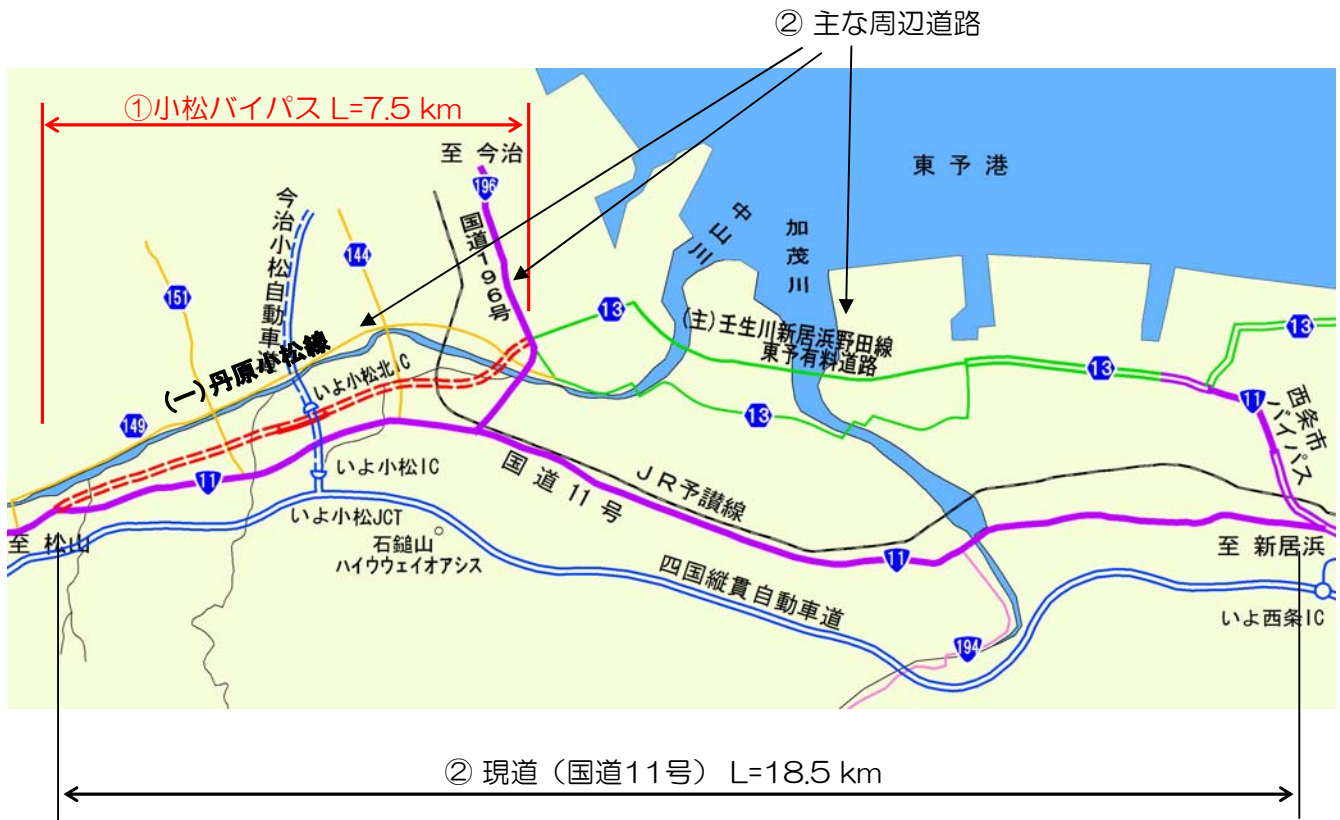 ② 主な周辺道路
①小松バイパス L=7.5 km
至 今治
196
国道196号
東 予 港
中山川
加茂川
今治小松自動車道
144
151
13
(主)壬生川新居浜野田線
東予有料道路
13
13
13
(一)丹原小松線
いよ小松北IC
149
11
西条市
バイパス
いよ小松IC
11
国道11号
JR予讃線
いよ小松JCT
至 松山
石鎚山
ハイウウェイオアシス
11
至 新居浜
四国縦貫自動車道
いよ西条IC
194
② 現道（国道11号） L=18.5 km